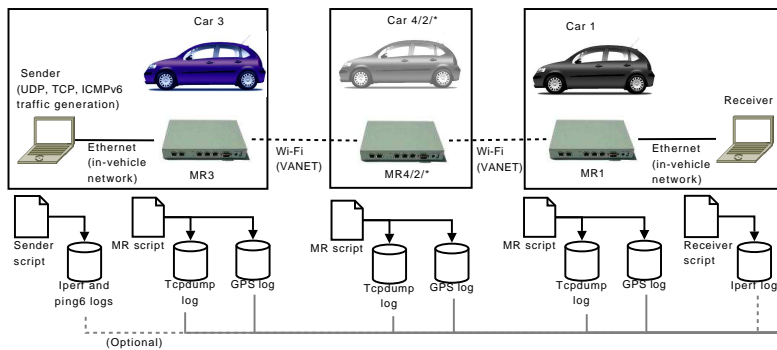 Car 3
Car 4/2/*
Car 1
Sender
(UDP, TCP, ICMPv6
traffic generation)
Receiver
Ethernet
(in-vehicle
network)
MR3
Wi-Fi
(VANET)
MR4/2/*
Wi-Fi
(VANET)
MR1
Ethernet
(in-vehicle
network)
Sender
script
Iperf and
ping6 logs
MR script
Tcpdump
log
GPS log
MR script
Tcpdump
log
GPS log
MR script
Tcpdump
log
GPS log
Receiver
script
Iperf log
(Optional)